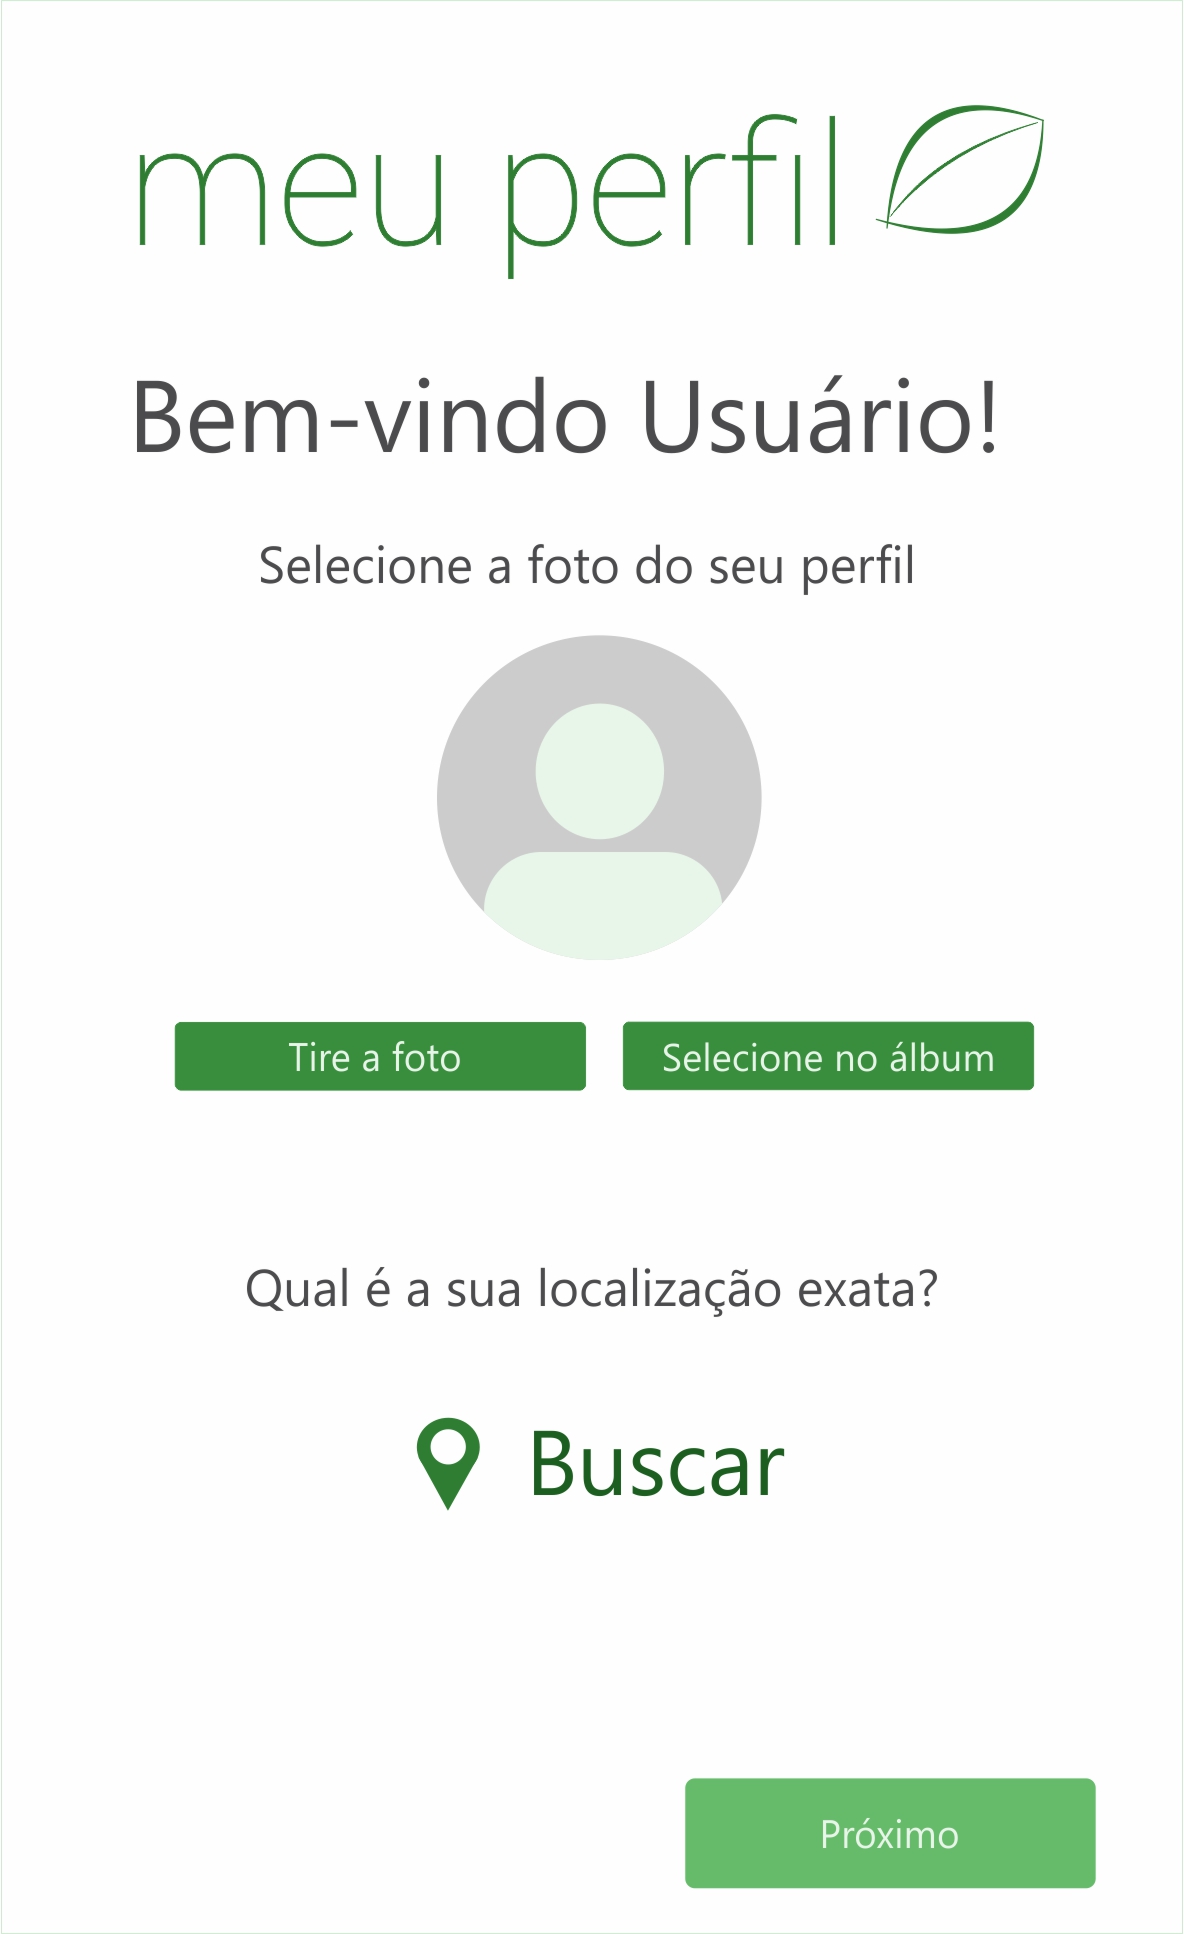 meu perfil
Bem-vindo Usuário!
Selecione a foto do seu perfil
Tire a foto
Selecione no álbum
Qual é a sua localização exata?
Buscar
Próximo